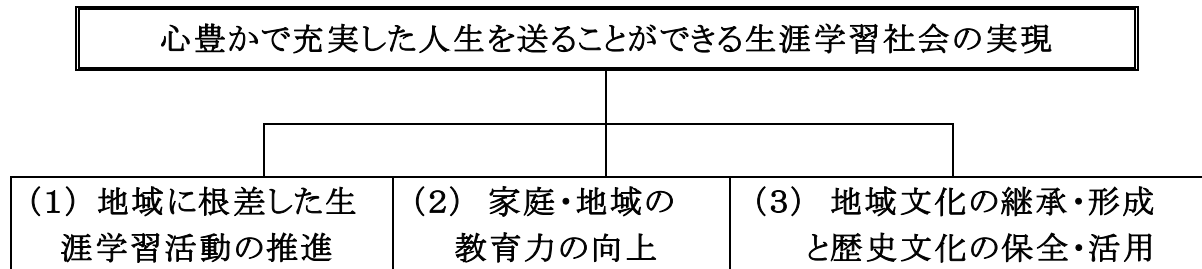 心豊かで充実した人生を送ることができる生涯学習社会の実現
（１） 地域に根差した生
涯学習活動の推進
（２） 家庭・地域の
教育力の向上
（３） 地域文化の継承・形成
と歴史文化の保全・活用